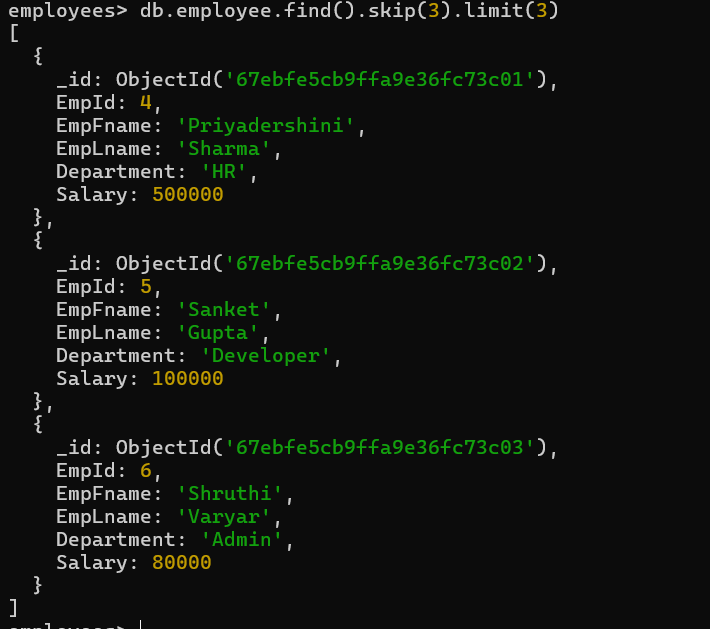 employees> db.employee.find().skip(3).limit(3)
[
  {
    _id: ObjectId('67ebfe5cb9ffa9e36fc73c01'),
    EmpId: 4,
    EmpFname: 'Priyadershini',
    EmpLname: 'Sharma',
    Department: 'HR',
    Salary: 500000
  },
  {
    _id: ObjectId('67ebfe5cb9ffa9e36fc73c02'),
    EmpId: 5,
    EmpFname: 'Sanket',
    EmpLname: 'Gupta',
    Department: 'Developer',
    Salary: 100000
  },
  {
    _id: ObjectId('67ebfe5cb9ffa9e36fc73c03'),
    EmpId: 6,
    EmpFname: 'Shruthi',
    EmpLname: 'Varyar',
    Department: 'Admin',
    Salary: 80000
  }
]
employees>